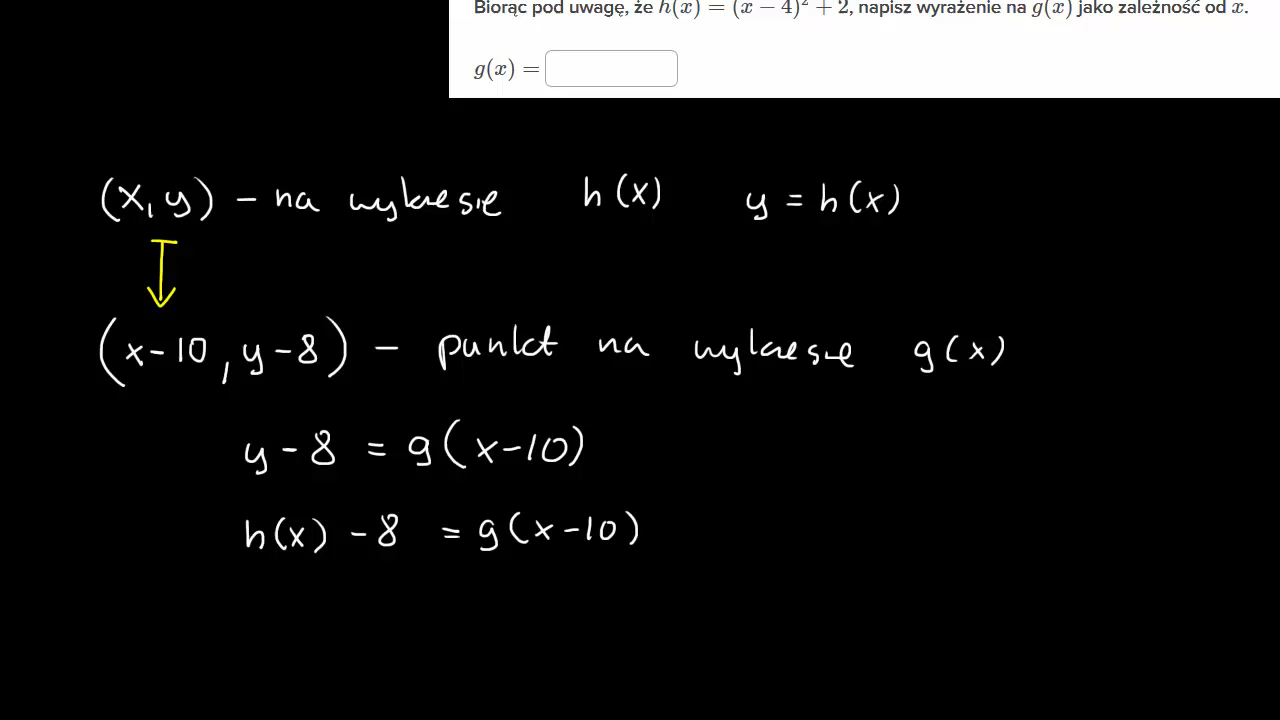 Biorąc pod uwagę, że h(x) = (x − 4)² + 2, napisz wyrażenie na g(x) jako zależność od x.
g(x) =
(x, y) – na wykresie h(x) y = h(x)
(x-10, y-8) – punkt na wykresie g(x)
y - 8 = g(x-10)
h(x) - 8 = g(x-10)